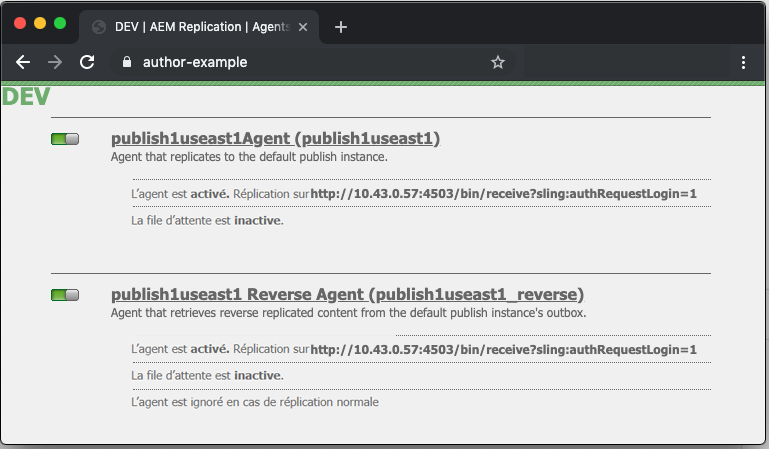 DEV | AEM Replication | Agents
author-example
DEV
publish1useast1Agent (publish1useast1)
Agent that replicates to the default publish instance.
L'agent est activé. Réplication sur http://10.43.0.57:4503/bin/receive?sling:authRequestLogin=1
La file d'attente est inactive.
publish1useast1 Reverse Agent (publish1useast1_reverse)
Agent that retrieves reverse replicated content from the default publish instance's outbox.
L'agent est activé. Réplication sur http://10.43.0.57:4503/bin/receive?sling:authRequestLogin=1
La file d'attente est inactive.
L'agent est ignoré en cas de réplication normale